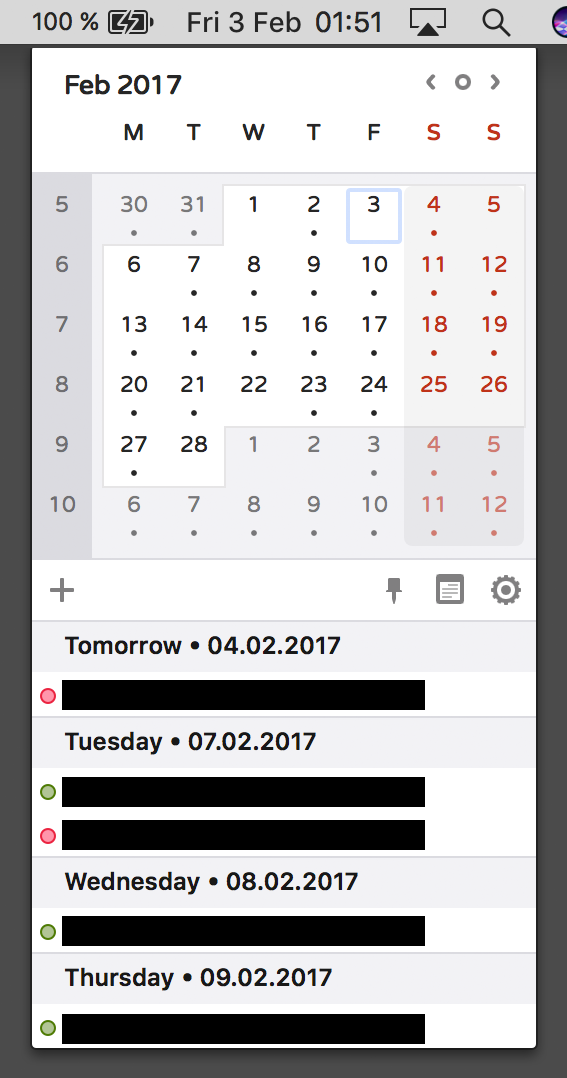 100 % Fri 3 Feb 01:51
Feb 2017
M T W T F S S
5 30 31 1 2 3 4 5
6 6 7 8 9 10 11 12
7 13 14 15 16 17 18 19
8 20 21 22 23 24 25 26
9 27 28 1 2 3 4 5
10 6 7 8 9 10 11 12
Tomorrow • 04.02.2017
Tuesday • 07.02.2017
Wednesday • 08.02.2017
Thursday • 09.02.2017